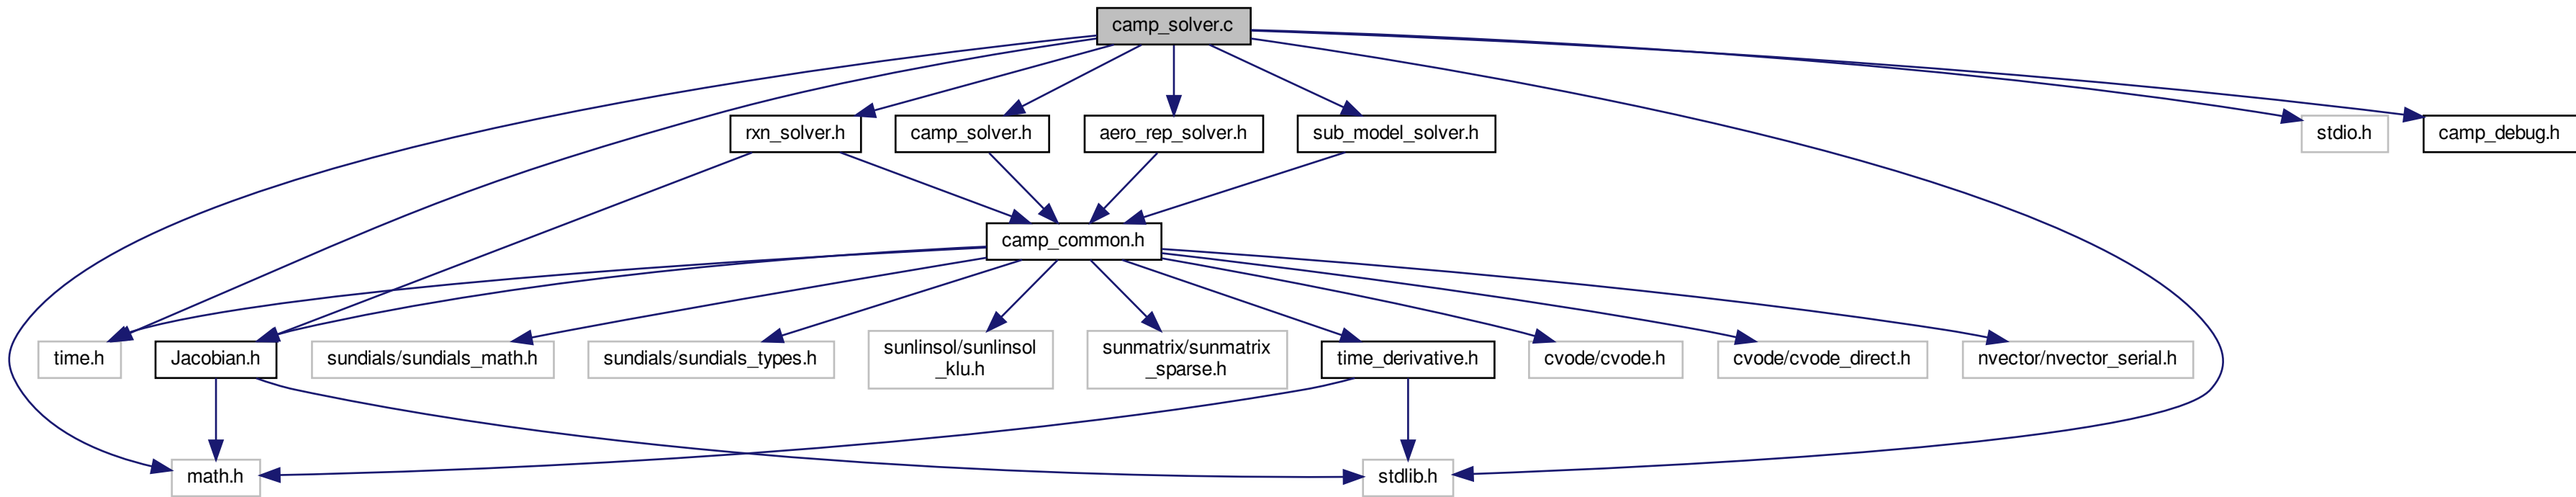 camp_solver.c
rxn_solver.h
camp_solver.h
aero_rep_solver.h
sub_model_solver.h
stdio.h
camp_debug.h
camp_common.h
time.h
Jacobian.h
sundials/sundials_math.h
sundials/sundials_types.h
sunlinsol/sunlinsol
_klu.h
sunmatrix/sunmatrix
_sparse.h
time_derivative.h
cvode/cvode.h
cvode/cvode_direct.h
nvector/nvector_serial.h
math.h
stdlib.h